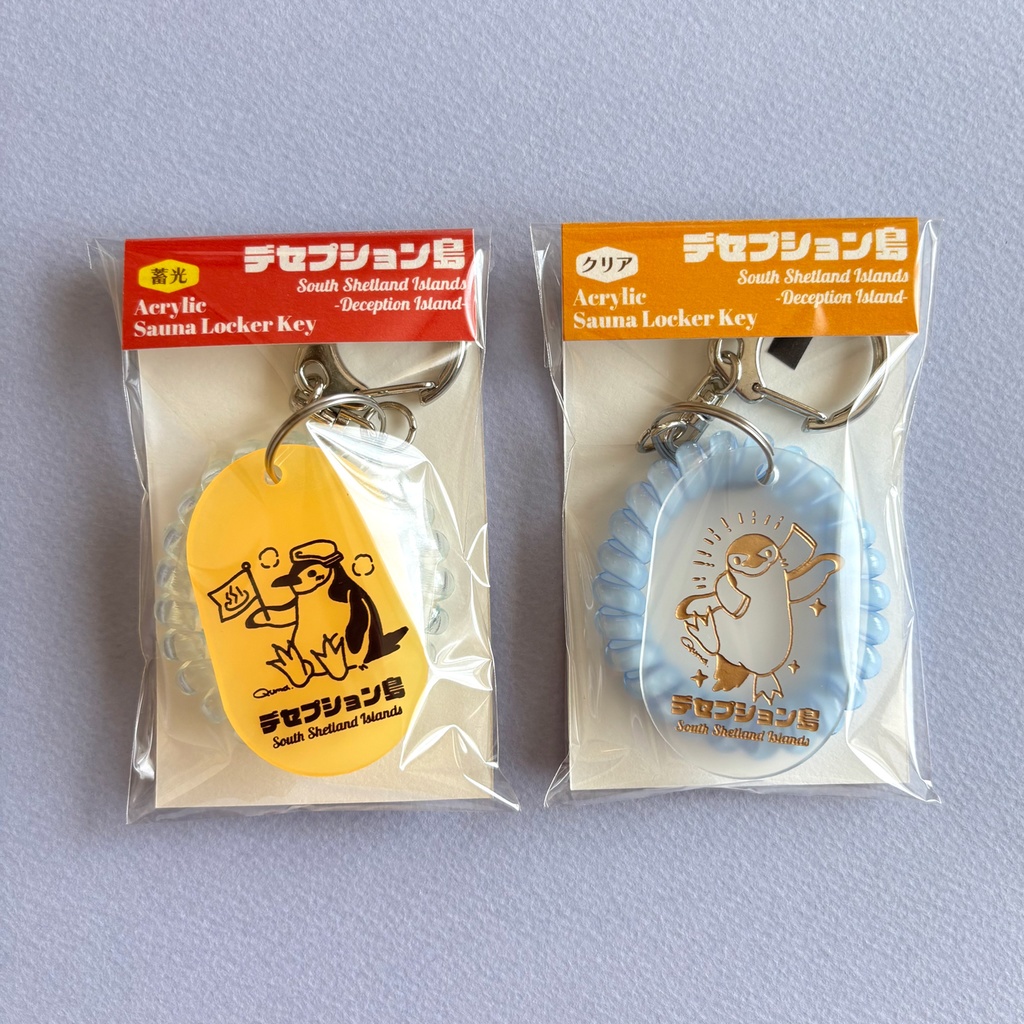 蓄光
デセプション島
South Shetland Islands
-Deception Island-
Acrylic
Sauna Locker Key
Quma.
デセプション島
South Shetland Islands
クリア
デセプション島
South Shetland Islands
-Deception Island-
Acrylic
Sauna Locker Key
Quma.
デセプション島
South Shetland Islands